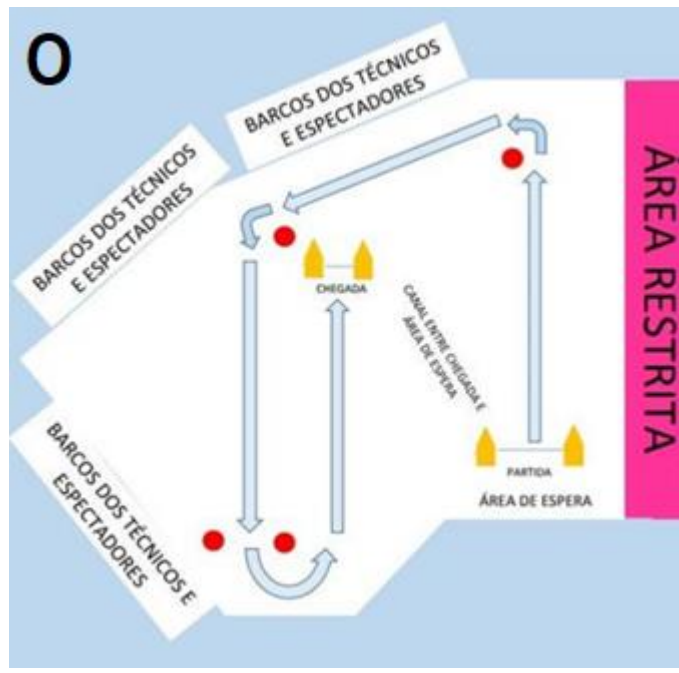 O
BARCOS DOS TÉCNICOS
E ESPECTADORES
BARCOS DOS TÉCNICOS
E ESPECTADORES
ÁREA RESTRITA
CHEGADA
CANAL ENTRE CHEGADA E
ÁREA DE ESPERA
PARTIDA
ÁREA DE ESPERA
BARCOS DOS TÉCNICOS E
ESPECTADORES